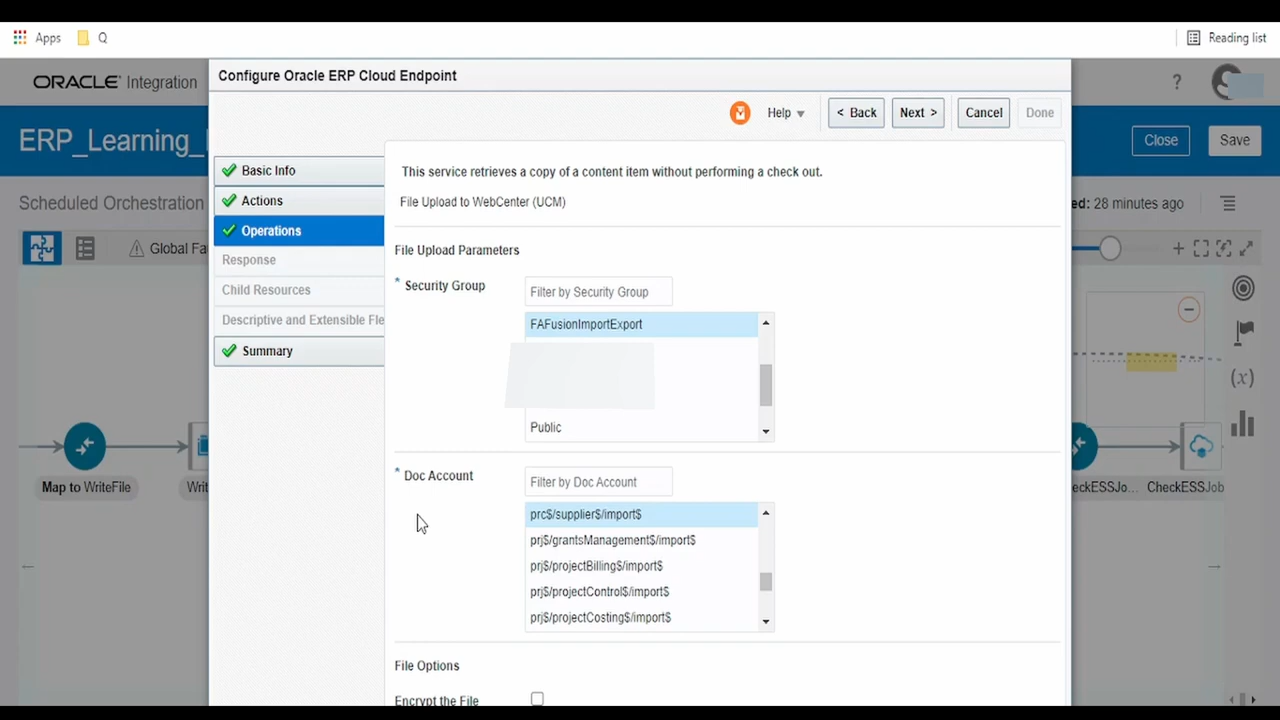 Apps
Q
Reading list
ORACLE Integration
Configure Oracle ERP Cloud Endpoint
?
Help
< Back
Next >
Cancel
Done
ERP_Learning_
Close
Save
Basic Info
Actions
Operations
Response
Child Resources
Descriptive and Extensible Fle
Summary
Scheduled Orchestration
ed: 28 minutes ago
Global Fa
This service retrieves a copy of a content item without performing a check out.
File Upload to WebCenter (UCM)
File Upload Parameters
* Security Group
Filter by Security Group
FAFusionImportExport
Public
* Doc Account
Filter by Doc Account
prc$/supplier$/import$
prj$/grantsManagement$/import$
prj$/projectBilling$/import$
prj$/projectControl$/import$
prj$/projectCosting$/import$
File Options
Encrypt the File
Map to WriteFile
Writ
(x)
eckESSJo...
CheckESSJob